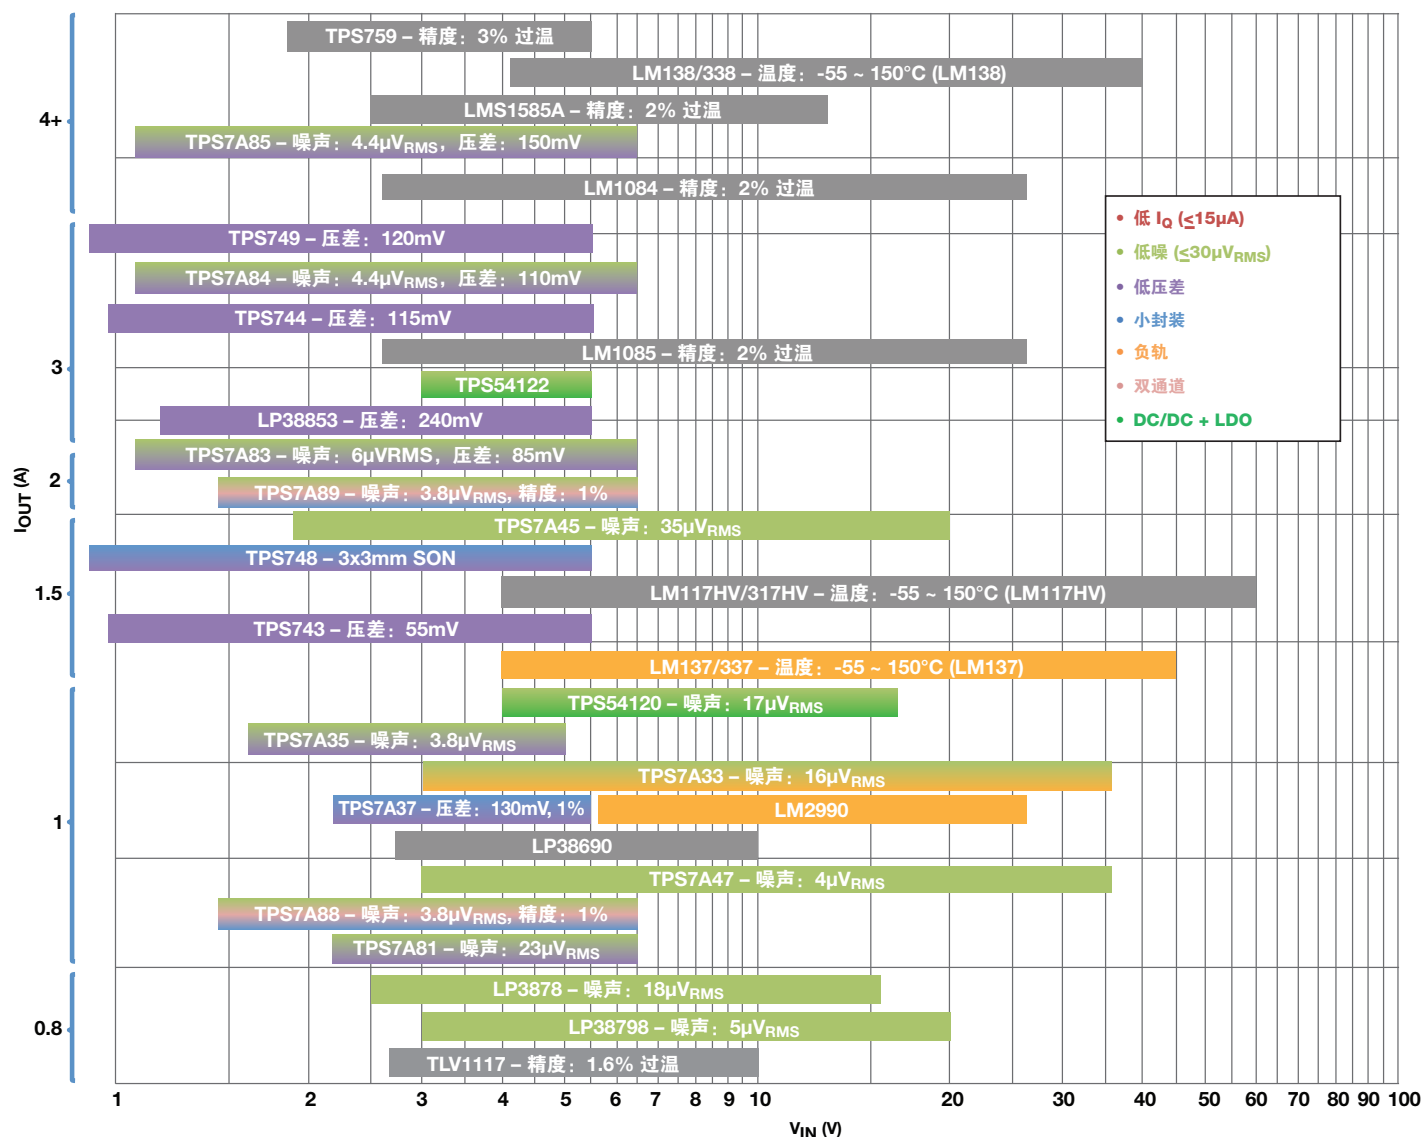 TPS759 – 精度：3% 过温
LM138/338 – 温度：-55 ~ 150°C (LM138)
LMS1585A – 精度：2% 过温
4+
TPS7A85 – 噪声：4.4µVRMS，压差：150mV
LM1084 – 精度：2% 过温
• 低 IQ (≤15µA)
• 低噪 (≤30µVRMS)
• 低压差
• 小封装
• 负轨
• 双通道
• DC/DC + LDO
TPS749 – 压差：120mV
TPS7A84 – 噪声：4.4µVRMS，压差：110mV
TPS744 – 压差：115mV
LM1085 – 精度：2% 过温
3
TPS54122
LP38853 – 压差：240mV
TPS7A83 – 噪声：6µVRMS，压差：85mV
2
TPS7A89 – 噪声：3.8µVRMS, 精度：1%
IOUT (A)
TPS7A45 – 噪声：35µVRMS
TPS748 – 3x3mm SON
1.5
LM117HV/317HV – 温度：-55 ~ 150°C (LM117HV)
TPS743 – 压差：55mV
LM137/337 – 温度：-55 ~ 150°C (LM137)
TPS54120 – 噪声：17µVRMS
TPS7A35 – 噪声：3.8µVRMS
TPS7A33 – 噪声：16µVRMS
1
TPS7A37 – 压差：130mV, 1%
LM2990
LP38690
TPS7A47 – 噪声：4µVRMS
TPS7A88 – 噪声：3.8µVRMS, 精度：1%
TPS7A81 – 噪声：23µVRMS
LP3878 – 噪声：18µVRMS
0.8
LP38798 – 噪声：5µVRMS
TLV1117 – 精度：1.6% 过温
1 2 3 4 5 6 7 8 9 10 20 30 40 50 60 70 80 90 100
VIN (V)